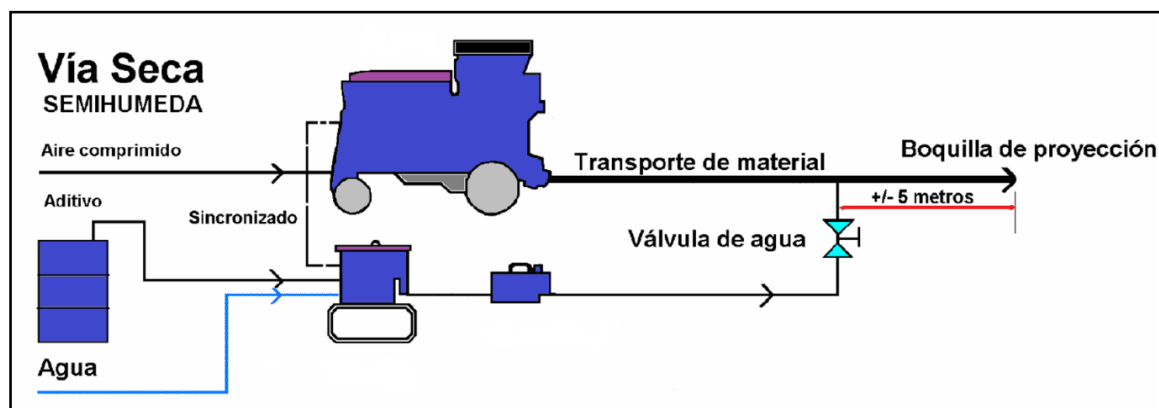 Vía Seca
SEMIHUMEDA
Aire comprimido
Aditivo
Sincronizado
Transporte de material
Boquilla de proyección
+/- 5 metros
Válvula de agua
Agua